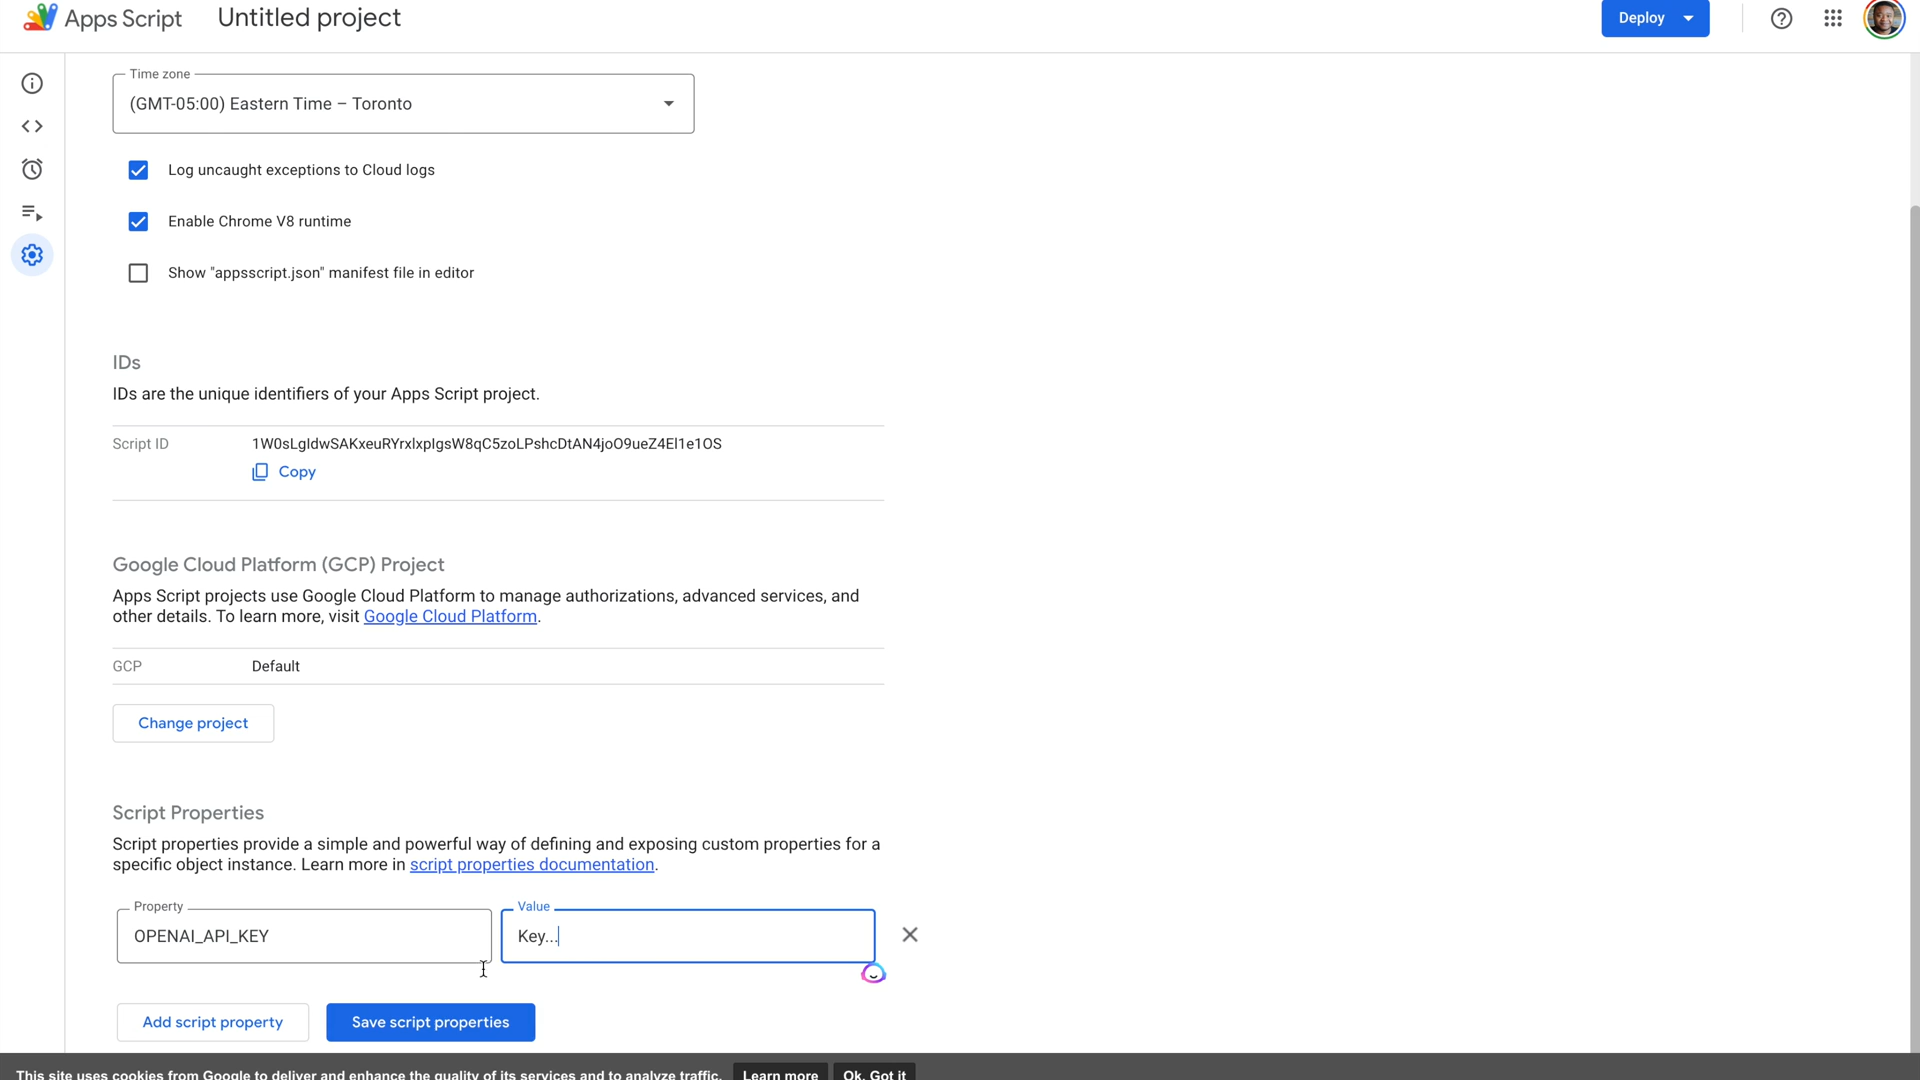 Apps Script
Untitled project
Deploy
Time zone
(GMT-05:00) Eastern Time – Toronto
Log uncaught exceptions to Cloud logs
Enable Chrome V8 runtime
Show "appsscript.json" manifest file in editor
IDs
IDs are the unique identifiers of your Apps Script project.
Script ID
1W0sLgIdwSAKxeuRYrxlxpIgsW8qC5zoLPshcDtAN4joO9ueZ4El1e1OS
Copy
Google Cloud Platform (GCP) Project
Apps Script projects use Google Cloud Platform to manage authorizations, advanced services, and
other details. To learn more, visit Google Cloud Platform.
GCP
Default
Change project
Script Properties
Script properties provide a simple and powerful way of defining and exposing custom properties for a
specific object instance. Learn more in script properties documentation.
Property
OPENAI_API_KEY
Value
Key...
Add script property
Save script properties
This site uses cookies from Google to deliver and enhance the quality of its services and to analyze traffic.
Learn more
Ok, Got it